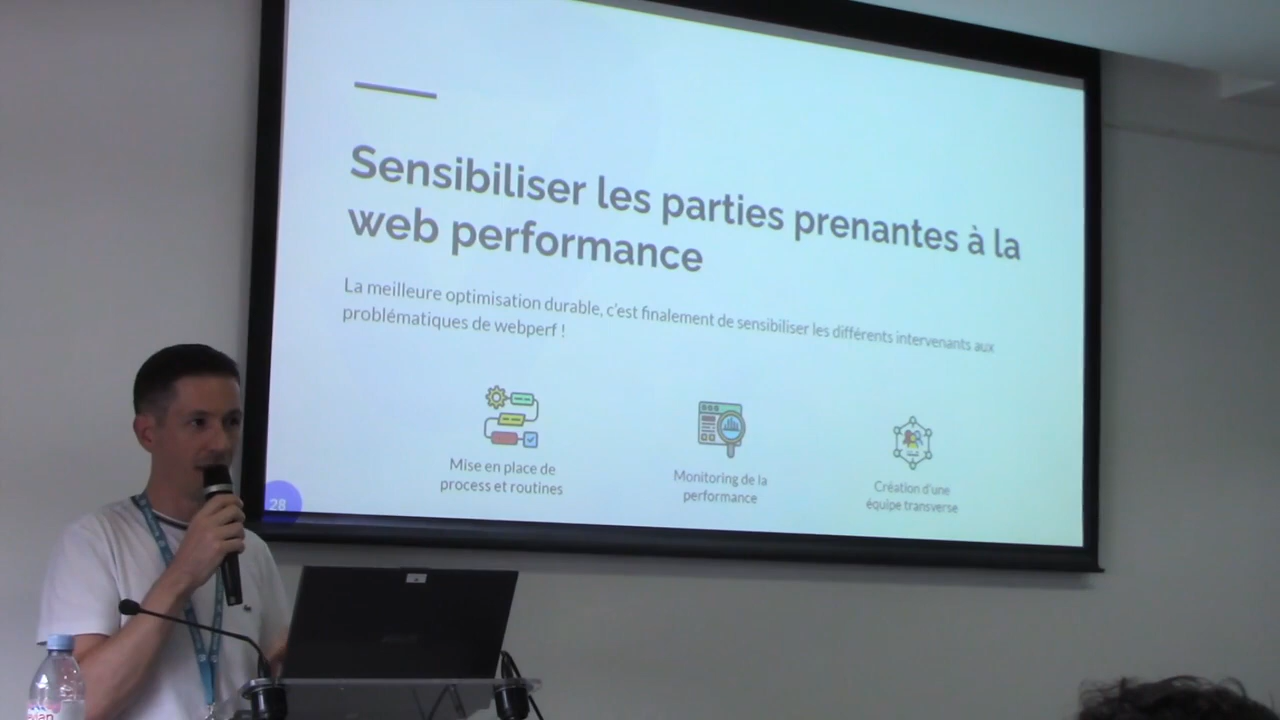 Sensibiliser les parties prenantes à la
web performance
La meilleure optimisation durable, c'est finalement de sensibiliser les différents intervenants aux
problématiques de webperf !
Mise en place de
process et routines
Monitoring de la
performance
Création d'une
équipe transverse
28
evian